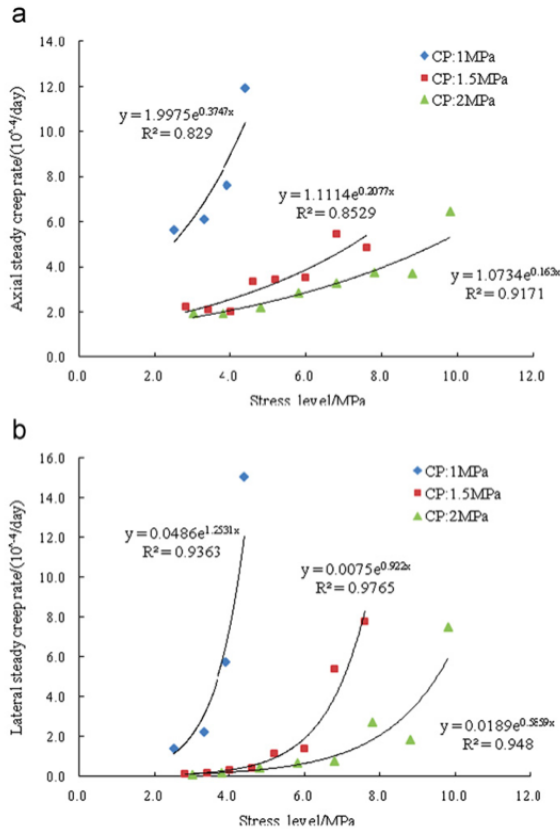 a
14.0
12.0
10.0
8.0
6.0
4.0
2.0
0.0
Axial steady creep rate/(10^-4/day)
CP:1MPa
CP:1.5MPa
CP:2MPa
y = 1.9975e^0.3747x
R² = 0.829
y = 1.1114e^0.2077x
R² = 0.8529
y = 1.0734e^0.163x
R² = 0.9171
0.0 2.0 4.0 6.0 8.0 10.0 12.0
Stress level/MPa
b
16.0
14.0
12.0
10.0
8.0
6.0
4.0
2.0
0.0
Lateral steady creep rate/(10^-4/day)
CP:1MPa
CP:1.5MPa
CP:2MPa
y = 0.0486e^1.2531x
R² = 0.9363
y = 0.0075e^0.922x
R² = 0.9765
y = 0.0189e^0.5859x
R² = 0.948
0.0 2.0 4.0 6.0 8.0 10.0 12.0
Stress level/MPa